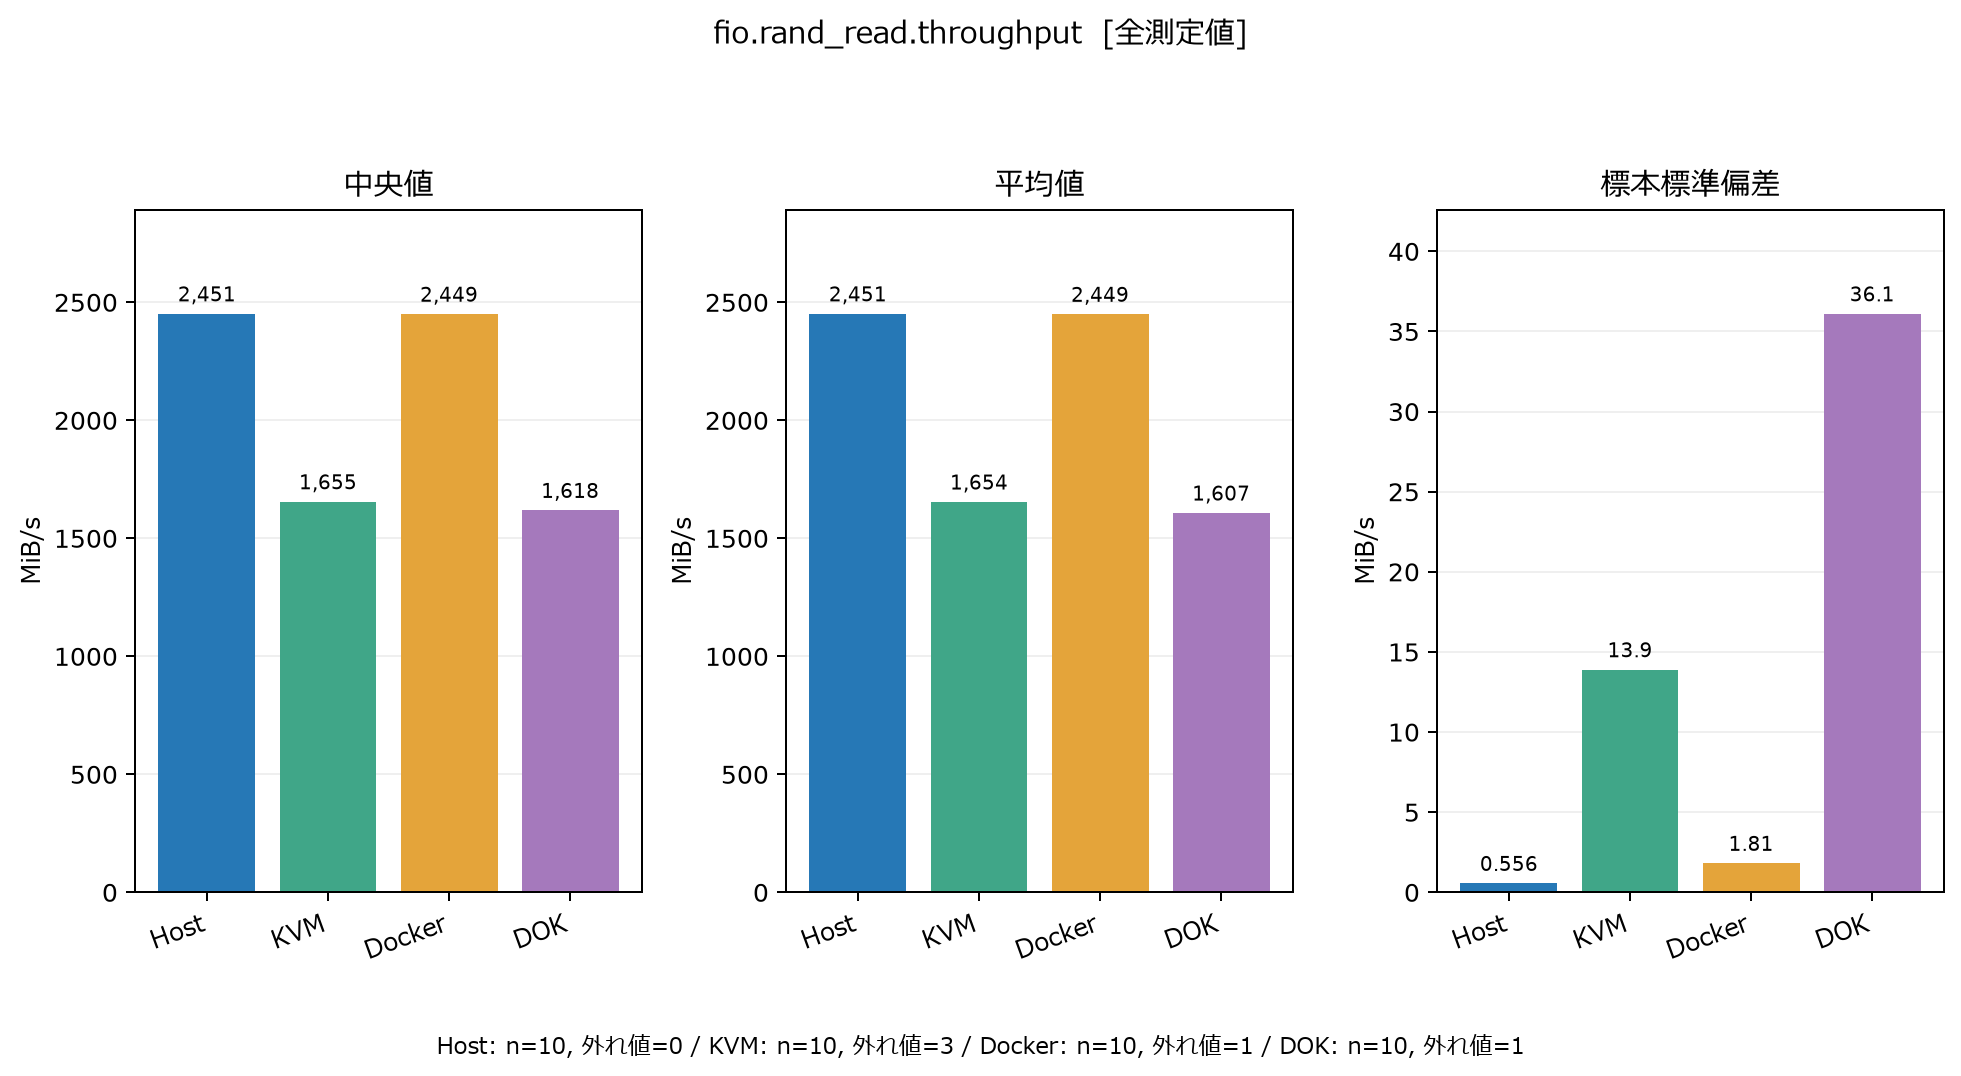 fio.rand_read.throughput [全測定値]
中央値
MiB/s
2500
2000
1500
1000
500
0
2,451
1,655
2,449
1,618
Host
KVM
Docker
DOK
平均値
MiB/s
2500
2000
1500
1000
500
0
2,451
1,654
2,449
1,607
Host
KVM
Docker
DOK
標本標準偏差
MiB/s
40
35
30
25
20
15
10
5
0
0.556
13.9
1.81
36.1
Host
KVM
Docker
DOK
Host: n=10, 外れ値=0 / KVM: n=10, 外れ値=3 / Docker: n=10, 外れ値=1 / DOK: n=10, 外れ値=1